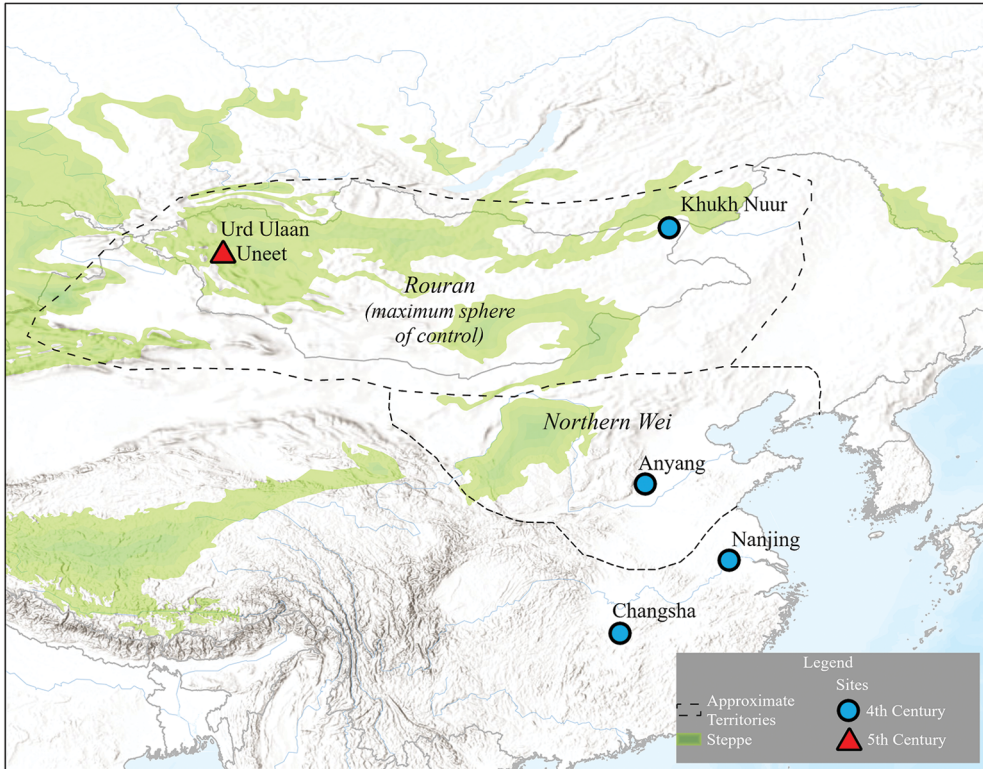 Khukh Nuur
Urd Ulaan
Uneet
Rouran
(maximum sphere
of control)
Northern Wei
Anyang
Nanjing
Changsha
Legend
Approximate
Territories
Steppe
Sites
4th Century
5th Century